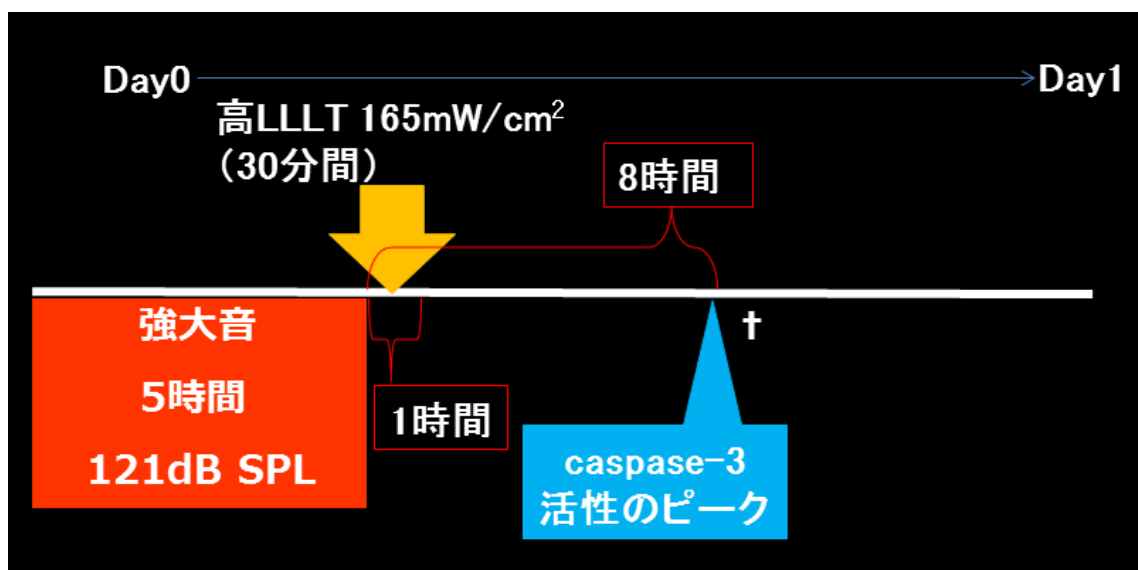 Day0
Day1
高LLLT 165mW/cm²
(30分間)
8時間
強大音
5時間
121dB SPL
1時間
†
caspase-3
活性のピーク